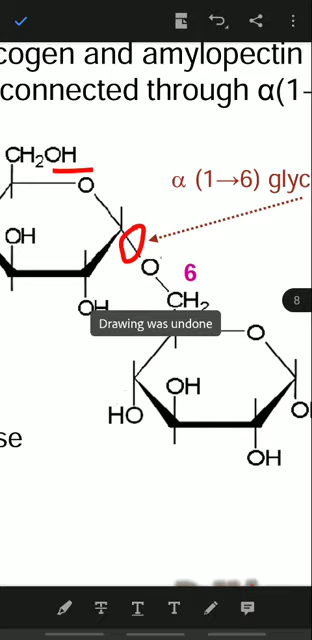 cogen and amylopectin
connected through α(1-
CH₂OH
O
α (1→6) glyc
OH
O
6
CH₂
8
OH
Drawing was undone
O
OH
HO
O
se
OH
T
T
T